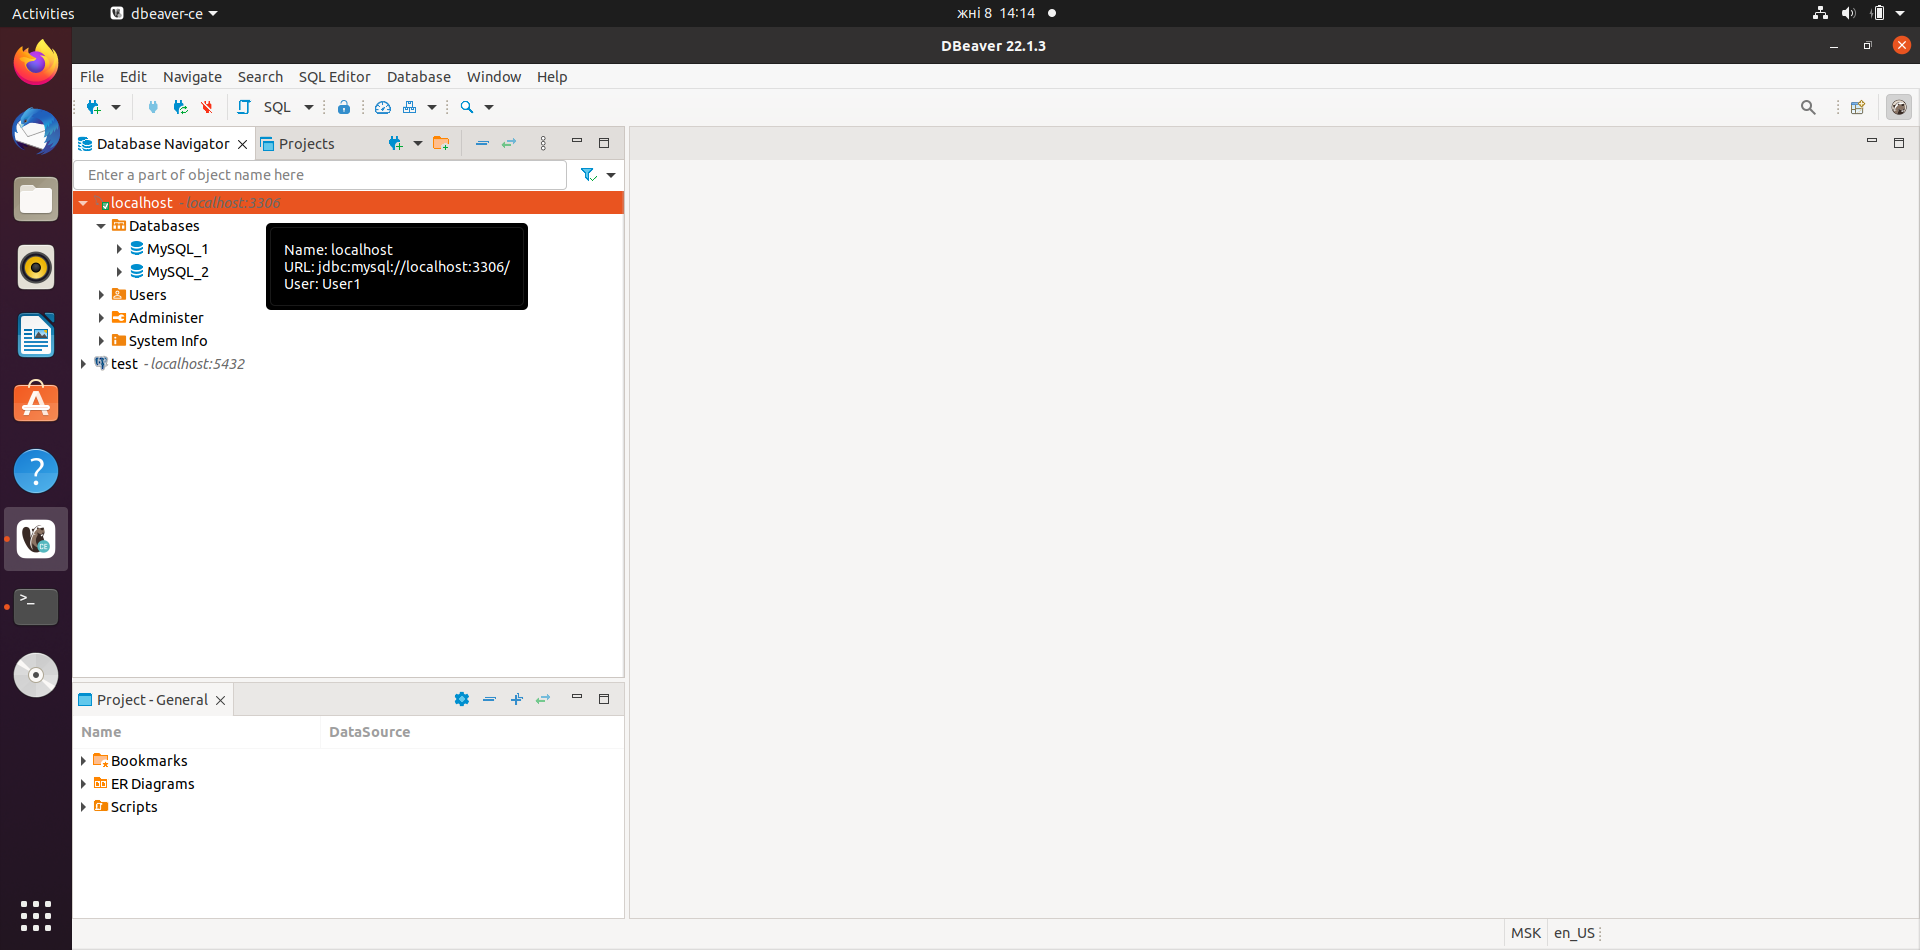 Activities dbeaver-ce жні 8 14:14
DBeaver 22.1.3
File Edit Navigate Search SQL Editor Database Window Help
SQL
Database Navigator Projects
Enter a part of object name here
localhost - localhost:3306
Databases
MySQL_1
MySQL_2
Users
Administer
System Info
test - localhost:5432
Name: localhost
URL: jdbc:mysql://localhost:3306/
User: User1
Project - General
Name DataSource
Bookmarks
ER Diagrams
Scripts
MSK en_US